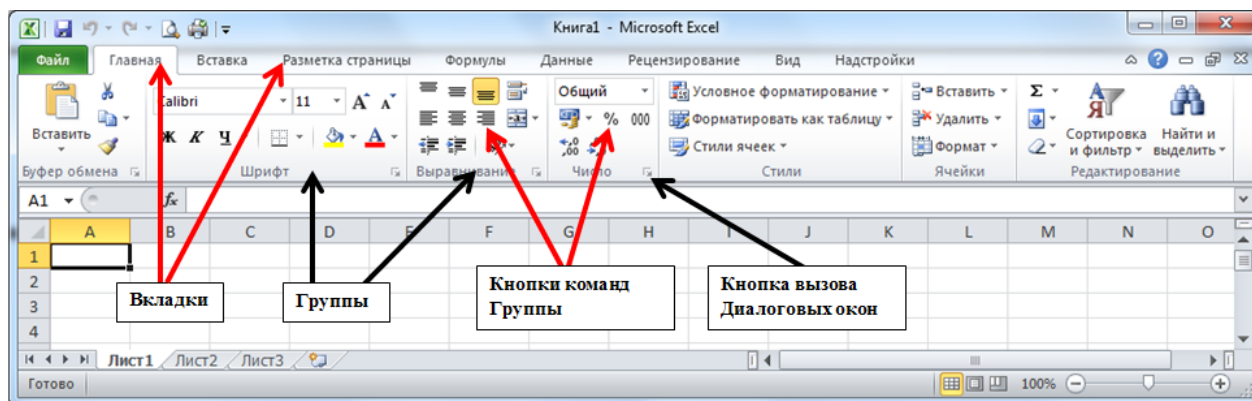 Книга1 - Microsoft Excel
Файл Главная Вставка Разметка страницы Формулы Данные Рецензирование Вид Надстройки
Calibri 11 А А Общий Условное форматирование Вставить Σ
Вставить Ж К Ч % 000 Форматировать как таблицу Удалить Сортировка и фильтр Найти и выделить
Стили ячеек Формат
Буфер обмена Шрифт Выравнивание Число Стили Ячейки Редактирование
A1 fx
A B C D E F G H I J K L M N O
1
2
3
4
Вкладки
Группы
Кнопки команд
Группы
Кнопка вызова
Диалоговых окон
Лист1 Лист2 Лист3
Готово 100%